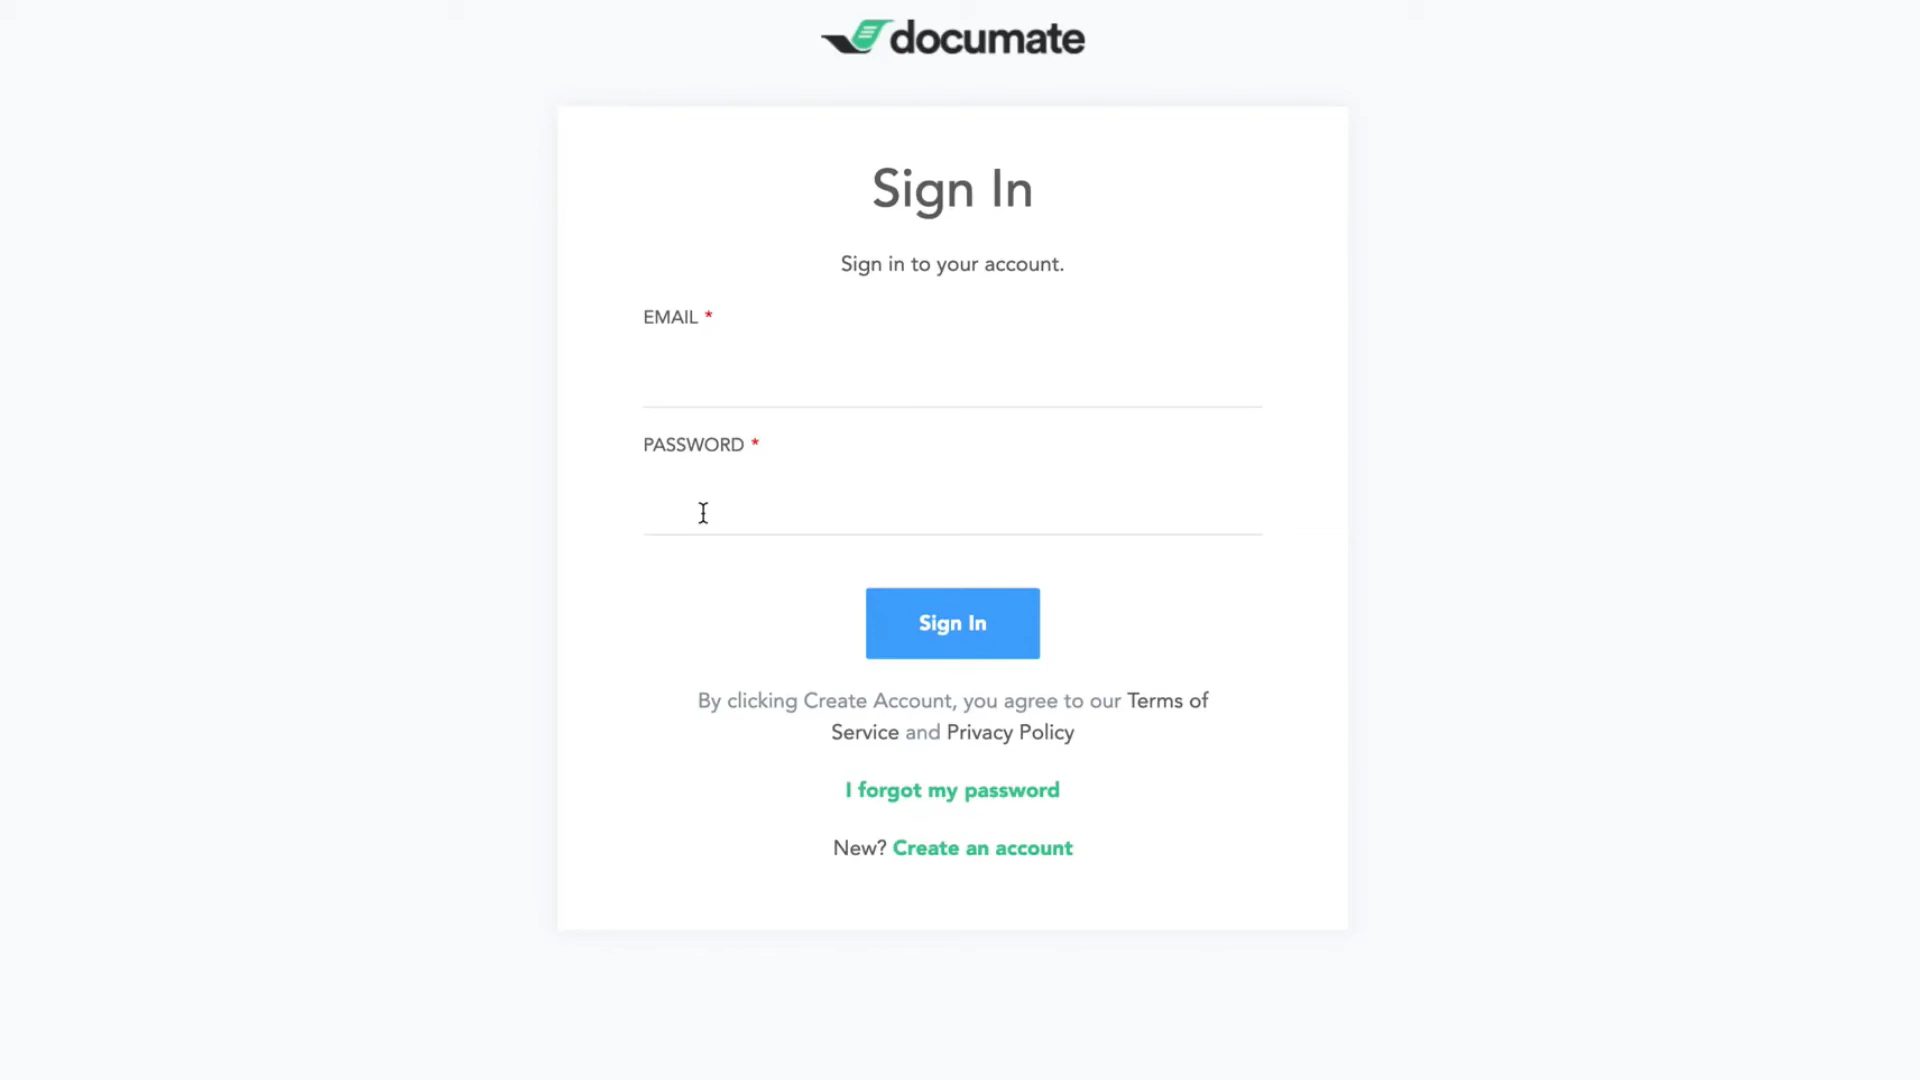 documate
Sign In
Sign in to your account.
EMAIL *
PASSWORD *
Sign In
By clicking Create Account, you agree to our Terms of
Service and Privacy Policy
I forgot my password
New? Create an account